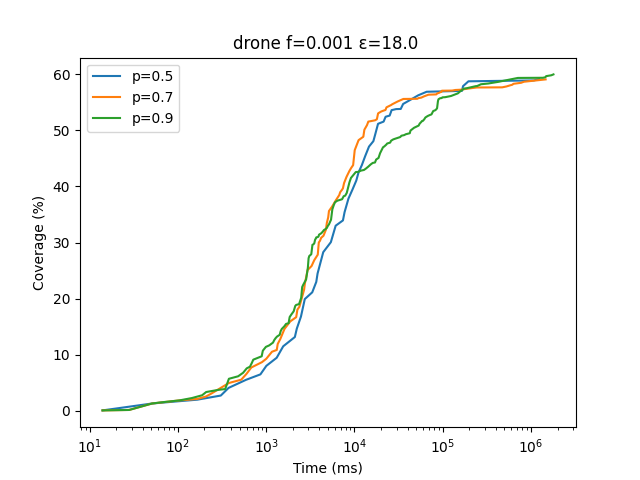 drone f=0.001 ε=18.0
p=0.5
p=0.7
p=0.9
Coverage (%)
60
50
40
30
20
10
0
10¹
10²
10³
10⁴
10⁵
10⁶
Time (ms)